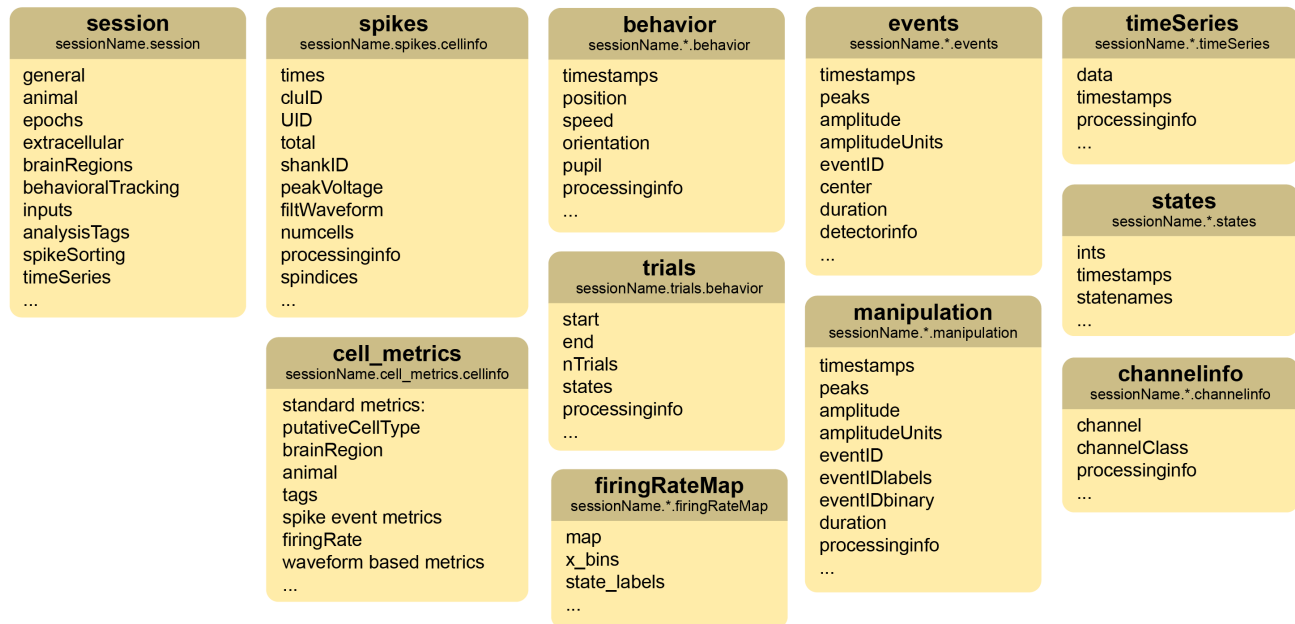 session
sessionName.session
general
animal
epochs
extracellular
brainRegions
behavioralTracking
inputs
analysisTags
spikeSorting
timeSeries
...
spikes
sessionName.spikes.cellinfo
times
cluID
UID
total
shankID
peakVoltage
filtWaveform
numcells
processinginfo
spindices
...
cell_metrics
sessionName.cell_metrics.cellinfo
standard metrics:
putativeCellType
brainRegion
animal
tags
spike event metrics
firingRate
waveform based metrics
...
behavior
sessionName.*.behavior
timestamps
position
speed
orientation
pupil
processinginfo
...
trials
sessionName.trials.behavior
start
end
nTrials
states
processinginfo
...
firingRateMap
sessionName.*.firingRateMap
map
x_bins
state_labels
...
events
sessionName.*.events
timestamps
peaks
amplitude
amplitudeUnits
eventID
center
duration
detectorinfo
...
manipulation
sessionName.*.manipulation
timestamps
peaks
amplitude
amplitudeUnits
eventID
eventIDlabels
eventIDbinary
duration
processinginfo
...
timeSeries
sessionName.*.timeSeries
data
timestamps
processinginfo
...
states
sessionName.*.states
ints
timestamps
statenames
...
channelinfo
sessionName.*.channelinfo
channel
channelClass
processinginfo
...